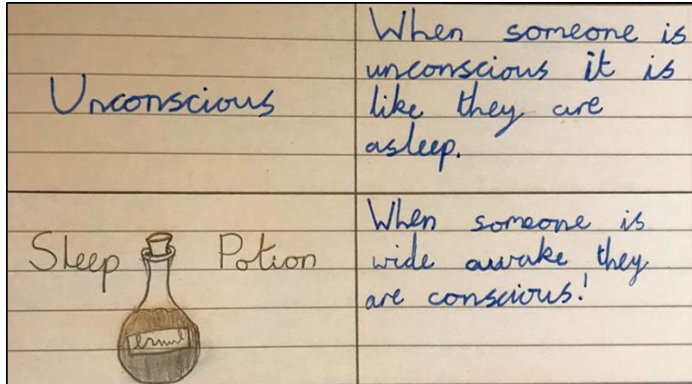 Unconscious
When someone is
unconscious it is
like they are
asleep.
Sleep Potion
When someone is
wide awake they
are conscious!